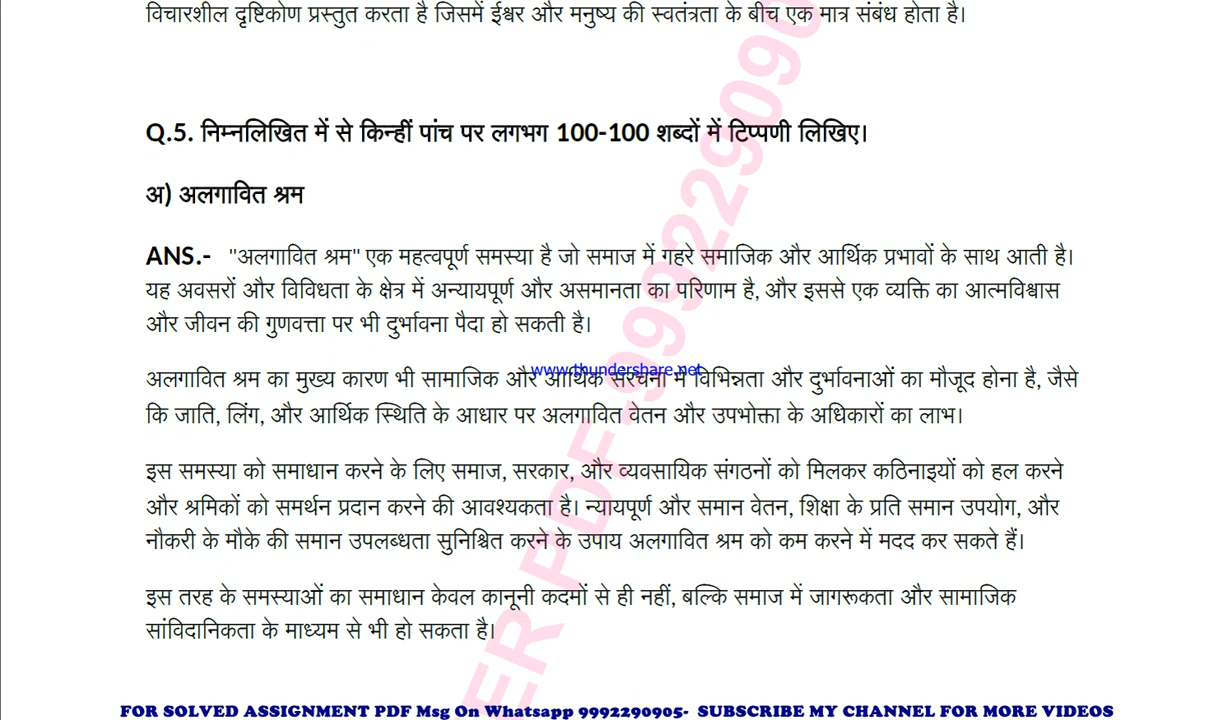 विचारशील दृष्टिकोण प्रस्तुत करता है जिसमें ईश्वर और मनुष्य की स्वतंत्रता के बीच एक मात्र संबंध होता है।
Q.5. निम्नलिखित में से किन्हीं पांच पर लगभग 100-100 शब्दों में टिप्पणी लिखिए।
अ) अलगावित श्रम
ANS.- "अलगावित श्रम" एक महत्वपूर्ण समस्या है जो समाज में गहरे समाजिक और आर्थिक प्रभावों के साथ आती है।
यह अवसरों और विविधता के क्षेत्र में अन्यायपूर्ण और असमानता का परिणाम है, और इससे एक व्यक्ति का आत्मविश्वास
और जीवन की गुणवत्ता पर भी दुर्भावना पैदा हो सकती है।
www.thundershare.net
अलगावित श्रम का मुख्य कारण भी सामाजिक और आर्थिक संरचना में विभिन्नता और दुर्भावनाओं का मौजूद होना है, जैसे
कि जाति, लिंग, और आर्थिक स्थिति के आधार पर अलगावित वेतन और उपभोक्ता के अधिकारों का लाभ।
इस समस्या को समाधान करने के लिए समाज, सरकार, और व्यवसायिक संगठनों को मिलकर कठिनाइयों को हल करने
और श्रमिकों को समर्थन प्रदान करने की आवश्यकता है। न्यायपूर्ण और समान वेतन, शिक्षा के प्रति समान उपयोग, और
नौकरी के मौके की समान उपलब्धता सुनिश्चित करने के उपाय अलगावित श्रम को कम करने में मदद कर सकते हैं।
इस तरह के समस्याओं का समाधान केवल कानूनी कदमों से ही नहीं, बल्कि समाज में जागरूकता और सामाजिक
सांविदानिकता के माध्यम से भी हो सकता है।
ER PDF-999229090
FOR SOLVED ASSIGNMENT PDF Msg On Whatsapp 9992290905- SUBSCRIBE MY CHANNEL FOR MORE VIDEOS